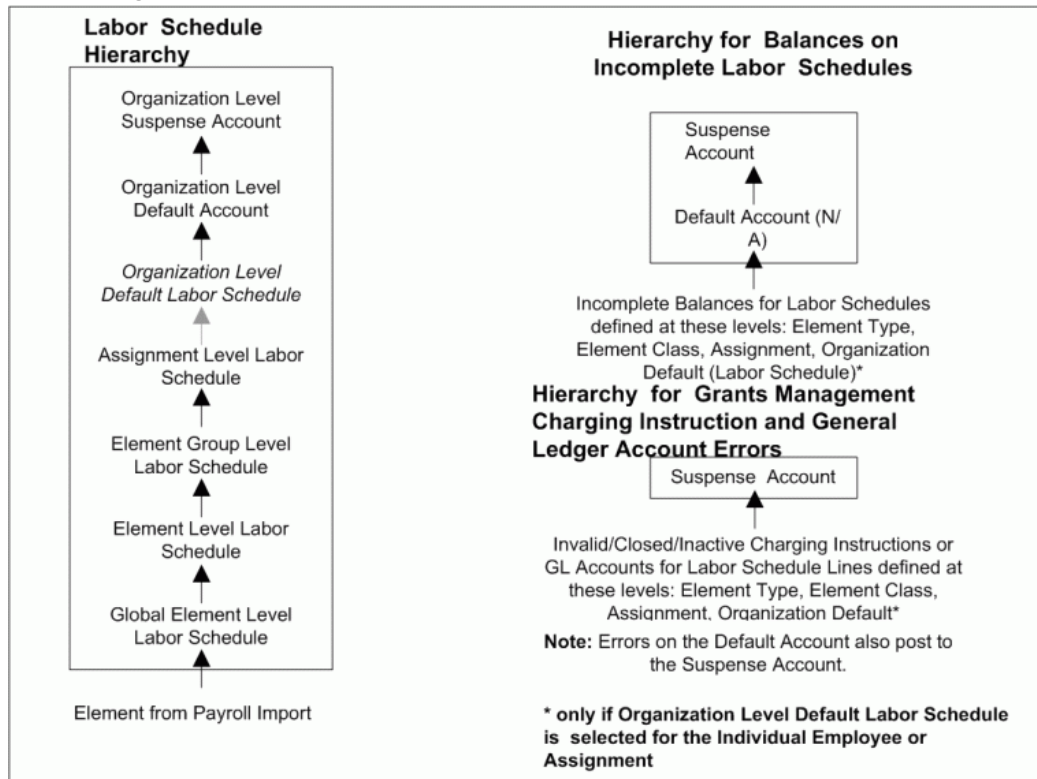 Labor Schedule
Hierarchy
Organization Level
Suspense Account
Organization Level
Default Account
Organization Level
Default Labor Schedule
Assignment Level Labor
Schedule
Element Group Level
Labor Schedule
Element Level Labor
Schedule
Global Element Level
Labor Schedule
Element from Payroll Import
Hierarchy for Balances on
Incomplete Labor Schedules
Suspense
Account
Default Account (N/
A)
Incomplete Balances for Labor Schedules
defined at these levels: Element Type,
Element Class, Assignment, Organization
Default (Labor Schedule)*
Hierarchy for Grants Management
Charging Instruction and General
Ledger Account Errors
Suspense Account
Invalid/Closed/Inactive Charging Instructions or
GL Accounts for Labor Schedule Lines defined at
these levels: Element Type, Element Class,
Assignment, Organization Default*
Note: Errors on the Default Account also post to
the Suspense Account.
* only if Organization Level Default Labor Schedule
is selected for the Individual Employee or
Assignment